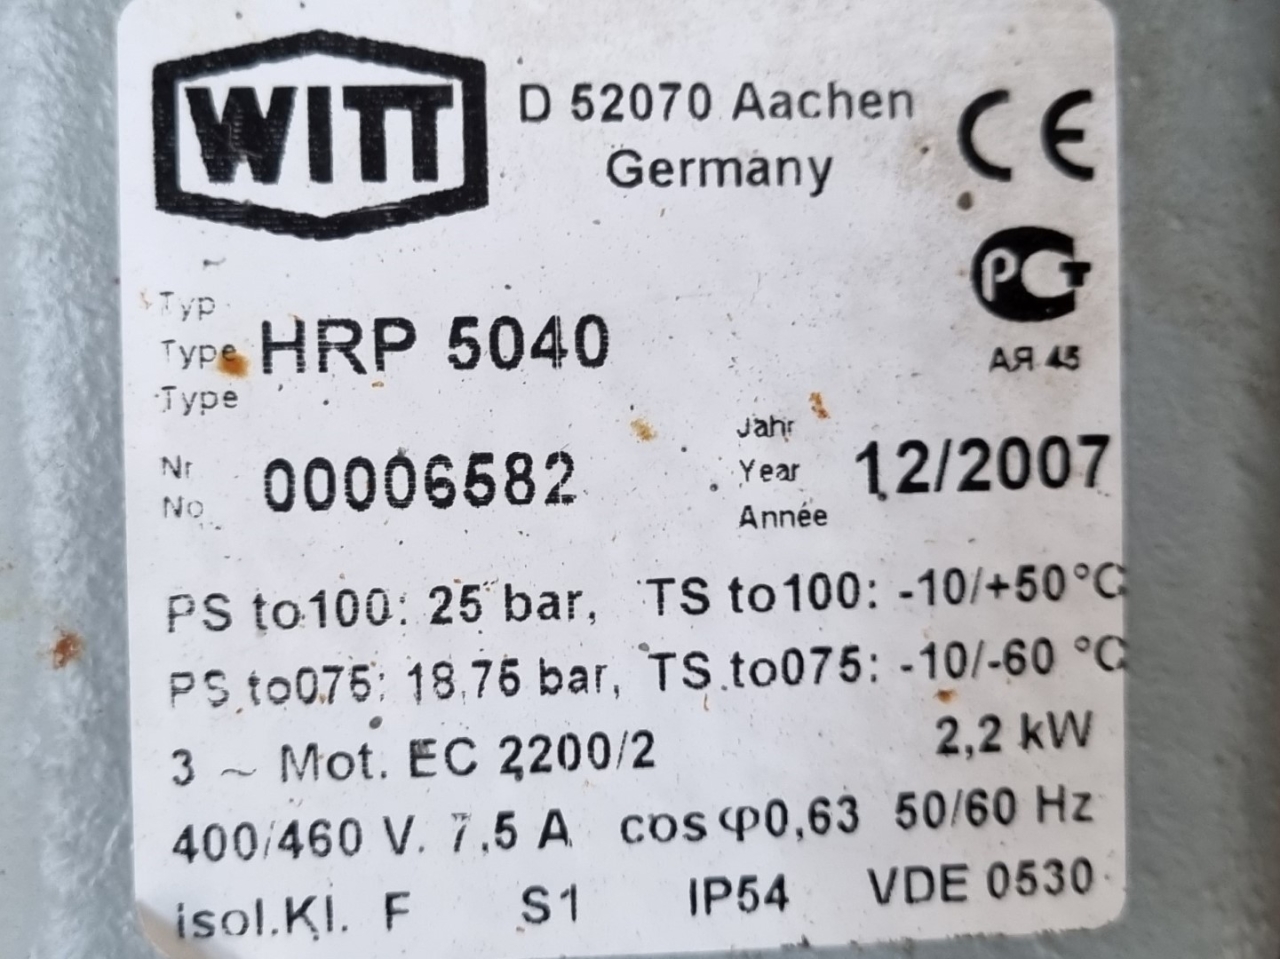 WITT
D 52070 Aachen
Germany
CE
РСТ
АЯ 45
Typ
Type HRP 5040
Type
Nr
No. 00006582
Jahr
Year 12/2007
Année
PS to100: 25 bar, TS to100: -10/+50°C
PS to075: 18.75 bar, TS to075: -10/-60 °C
3 ~ Mot. EC 2200/2 2,2 kW
400/460 V. 7.5 A cos φ0,63 50/60 Hz
isol.Kl. F S1 IP54 VDE 0530